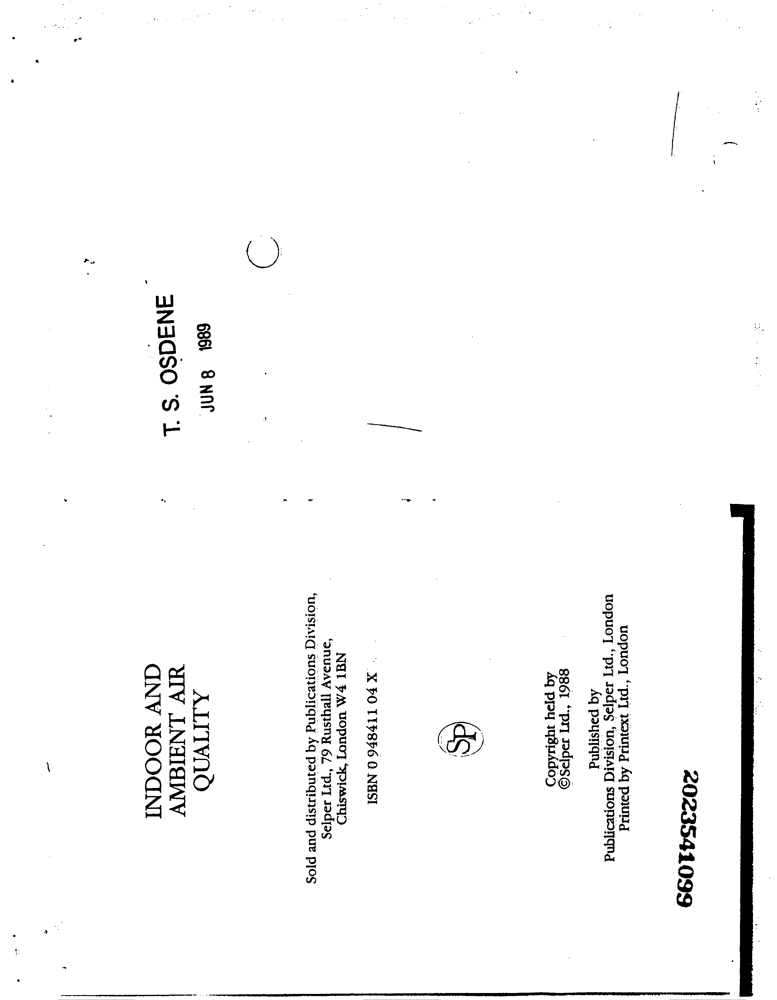 INDOOR AND
AMBIENT AIR
QUALITY
Sold and distributed by Publications Division,
Selper Ltd., 79 Rusthall Avenue,
Chiswick, London W4 1BN
ISBN 0 948411 04 X
SP
Copyright held by
©Selper Ltd., 1988
Published by
Publications Division, Selper Ltd., London
Printed by Printext Ltd., London
2023541099
T. S. OSDENE
JUN 8 1989